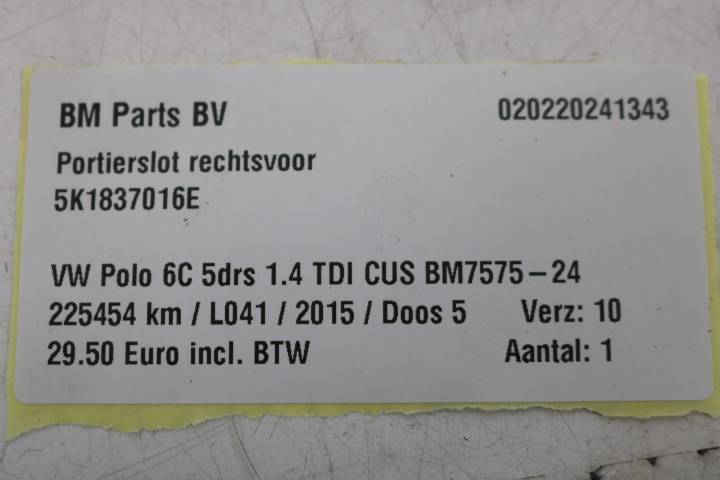 BM Parts BV 020220241343
Portierslot rechtsvoor
5K1837016E
VW Polo 6C 5drs 1.4 TDI CUS BM7575-24
225454 km / L041 / 2015 / Doos 5 Verz: 10
29.50 Euro incl. BTW Aantal: 1